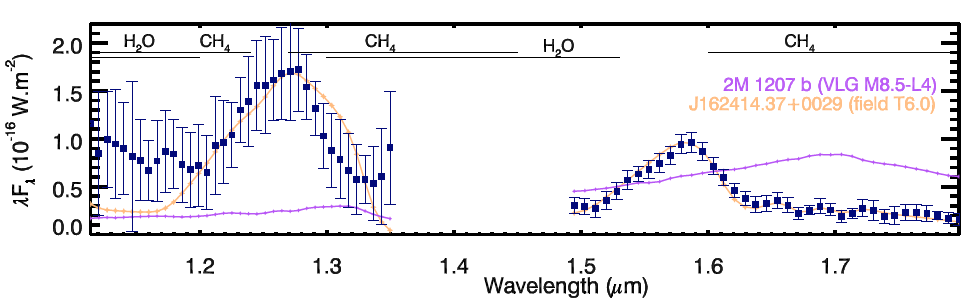 H₂O CH₄ CH₄ H₂O CH₄
2M 1207 b (VLG M8.5-L4)
J162414.37+0029 (field T6.0)
λFλ (10⁻¹⁶ W.m⁻²)
2.0
1.5
1.0
0.5
0.0
1.2 1.3 1.4 1.5 1.6 1.7
Wavelength (μm)